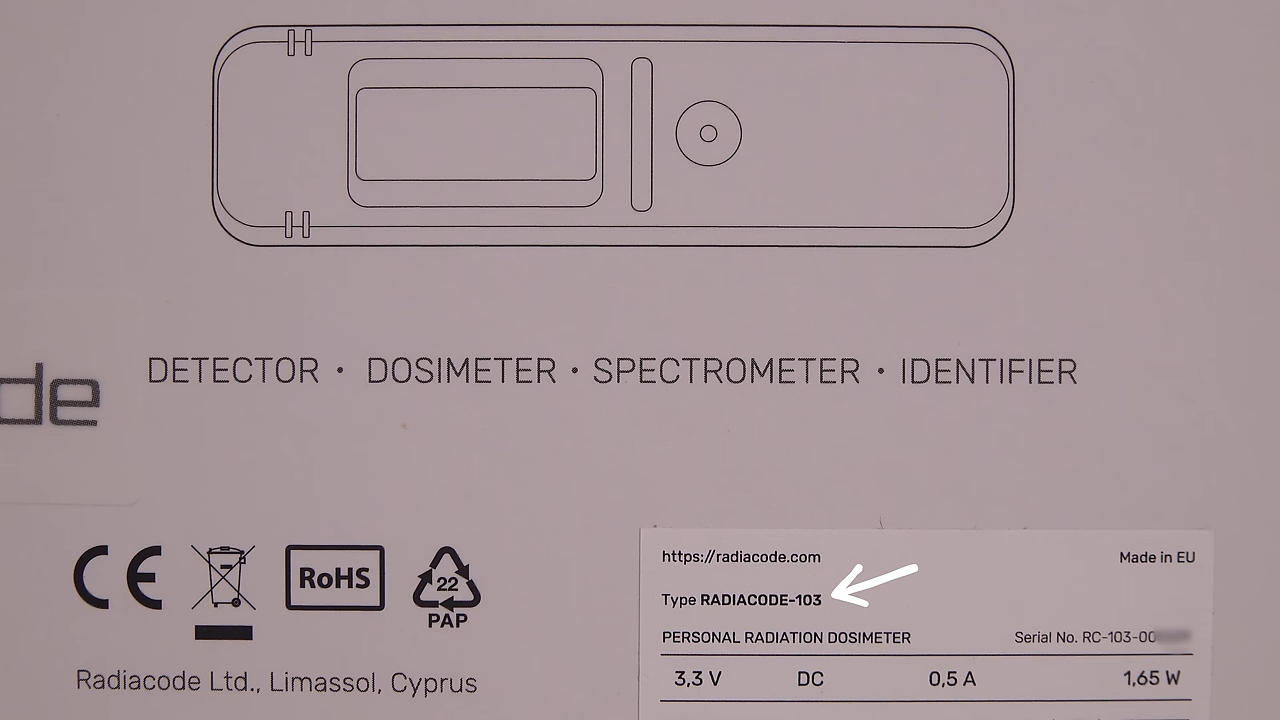 DETECTOR · DOSIMETER · SPECTROMETER · IDENTIFIER
de
CE
RoHS
22
PAP
Radiacode Ltd., Limassol, Cyprus
https://radiacode.com Made in EU
Type RADIACODE-103
PERSONAL RADIATION DOSIMETER Serial No. RC-103-00
3,3 V DC 0,5 A 1,65 W